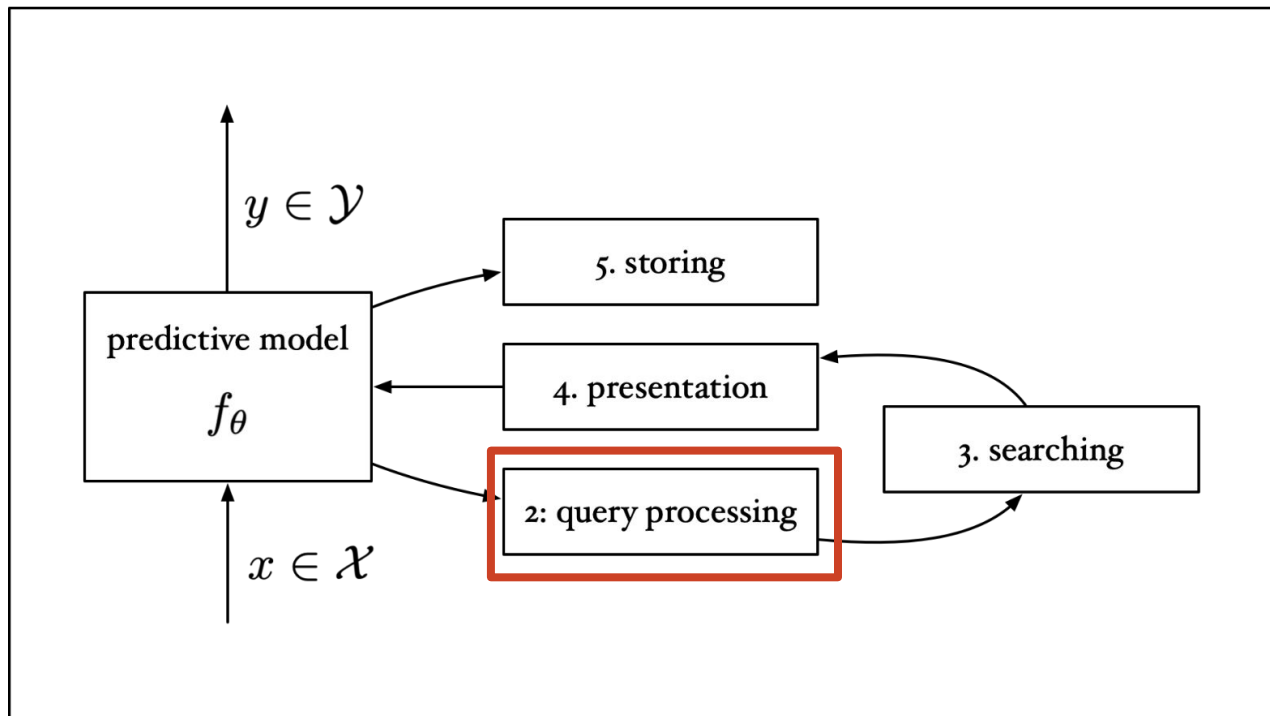 y ∈ 𝒴
5. storing
predictive model
f_θ
4. presentation
3. searching
2: query processing
x ∈ 𝒳